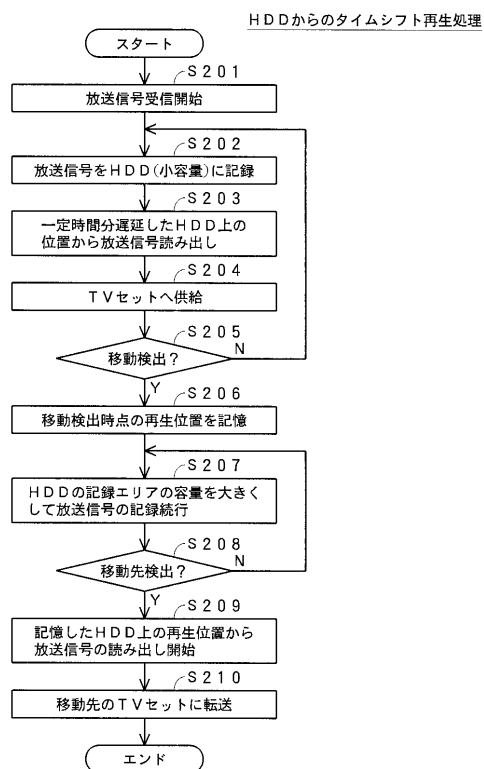 HDDからのタイムシフト再生処理
スタート
S201
放送信号受信開始
S202
放送信号をHDD(小容量)に記録
S203
一定時間分遅延したHDD上の
位置から放送信号読み出し
S204
TVセットへ供給
S205
移動検出?
N
Y
S206
移動検出時点の再生位置を記憶
S207
HDDの記録エリアの容量を大きく
して放送信号の記録続行
S208
移動先検出?
N
Y
S209
記憶したHDD上の再生位置から
放送信号の読み出し開始
S210
移動先のTVセットに転送
エンド